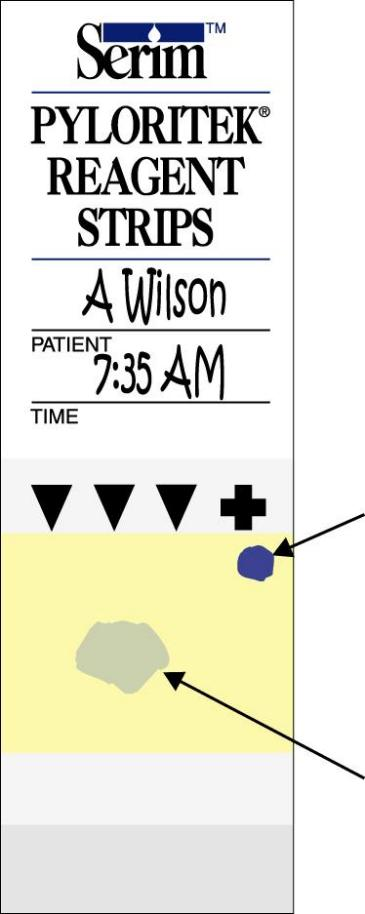 Serim™
PYLORITEK®
REAGENT
STRIPS
A Wilson
PATIENT
7:35 AM
TIME